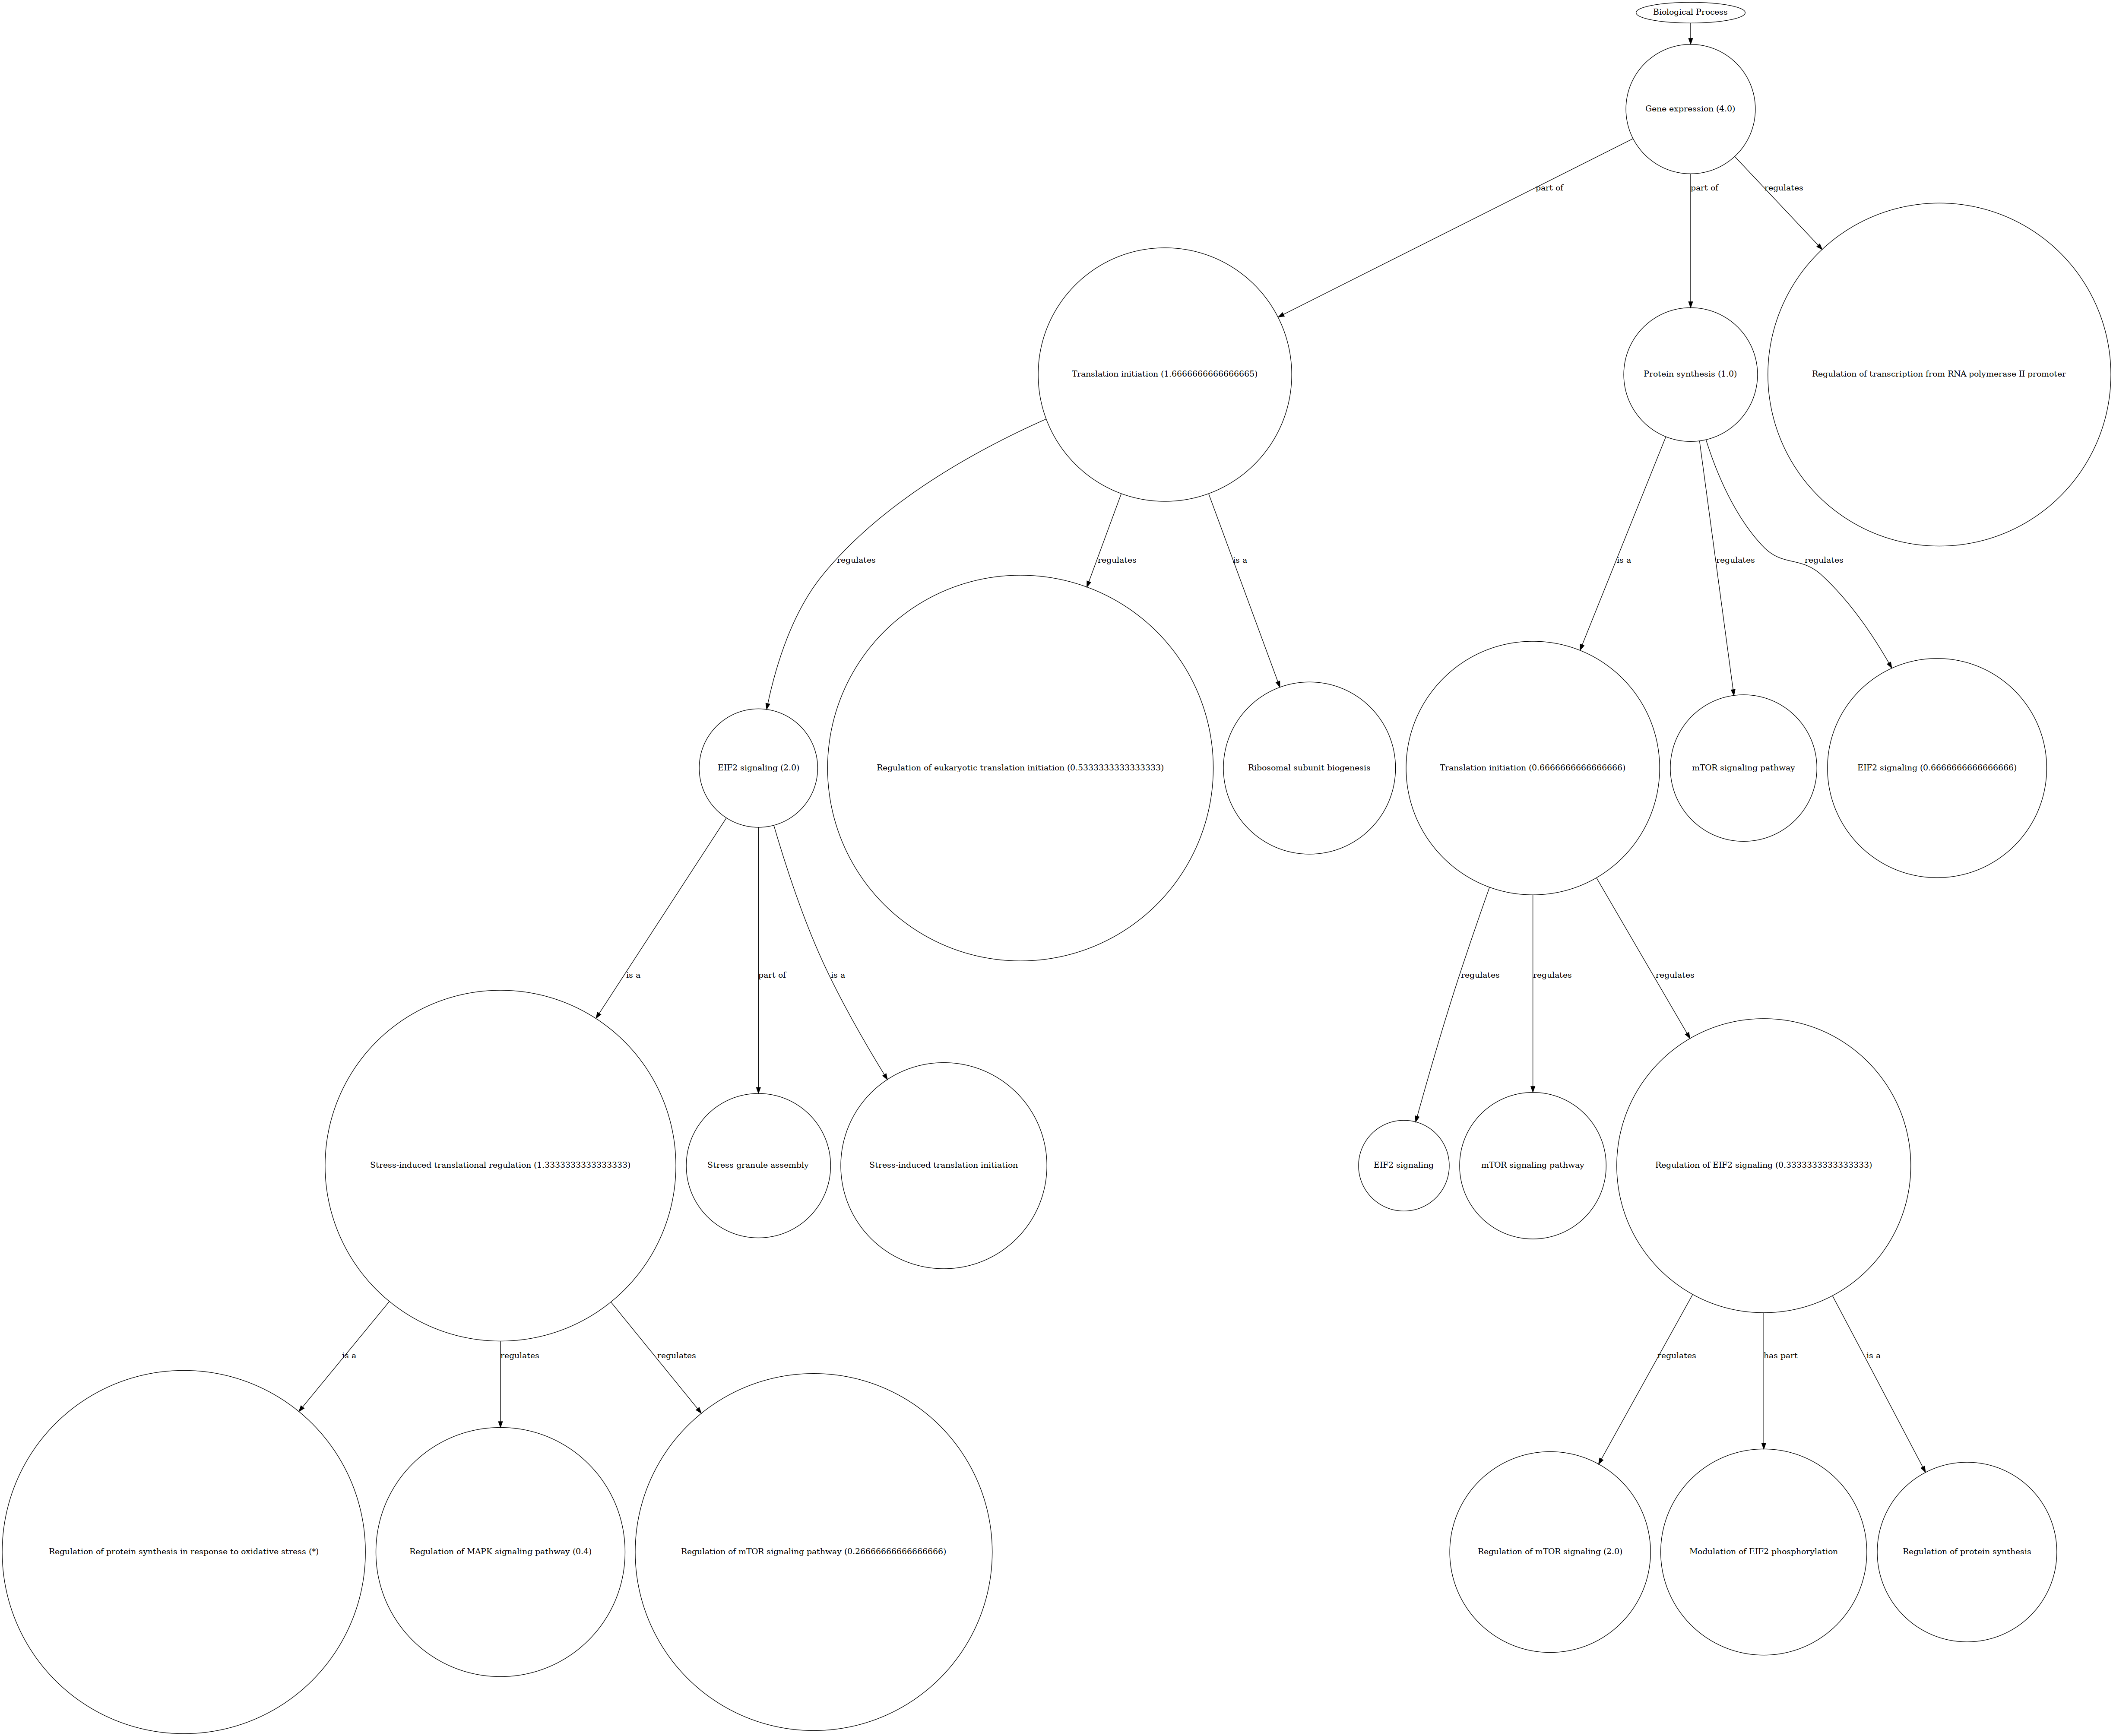 Biological Process
Gene expression (4.0)
part of
part of
regulates
Translation initiation (1.6666666666666665)
Protein synthesis (1.0)
Regulation of transcription from RNA polymerase II promoter
regulates
regulates
is a
is a
regulates
regulates
EIF2 signaling (2.0)
Regulation of eukaryotic translation initiation (0.5333333333333333)
Ribosomal subunit biogenesis
Translation initiation (0.6666666666666666)
mTOR signaling pathway
EIF2 signaling (0.6666666666666666)
is a
part of
is a
regulates
regulates
regulates
Stress-induced translational regulation (1.3333333333333333)
Stress granule assembly
Stress-induced translation initiation
EIF2 signaling
mTOR signaling pathway
Regulation of EIF2 signaling (0.3333333333333333)
is a
regulates
regulates
regulates
has part
is a
Regulation of protein synthesis in response to oxidative stress (*)
Regulation of MAPK signaling pathway (0.4)
Regulation of mTOR signaling pathway (0.26666666666666666)
Regulation of mTOR signaling (2.0)
Modulation of EIF2 phosphorylation
Regulation of protein synthesis